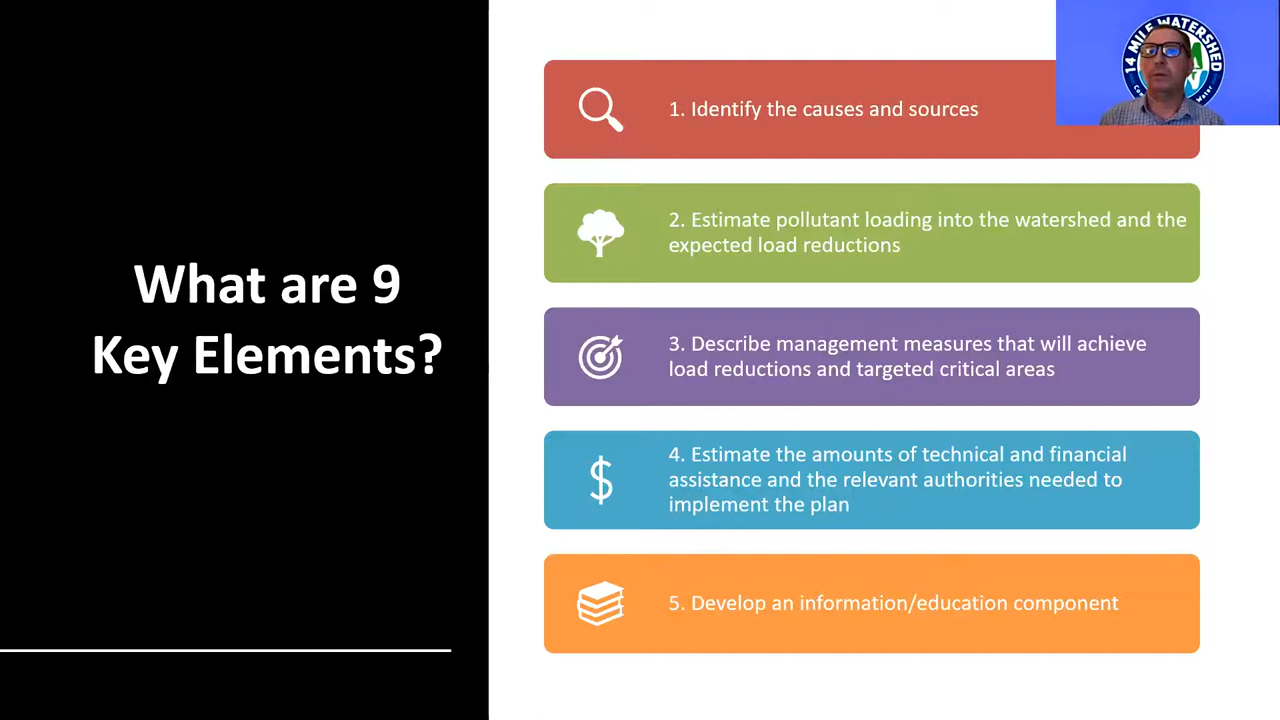 What are 9
Key Elements?
1. Identify the causes and sources
2. Estimate pollutant loading into the watershed and the
expected load reductions
3. Describe management measures that will achieve
load reductions and targeted critical areas
4. Estimate the amounts of technical and financial
assistance and the relevant authorities needed to
implement the plan
5. Develop an information/education component
14 MILE WATERSHED
Water